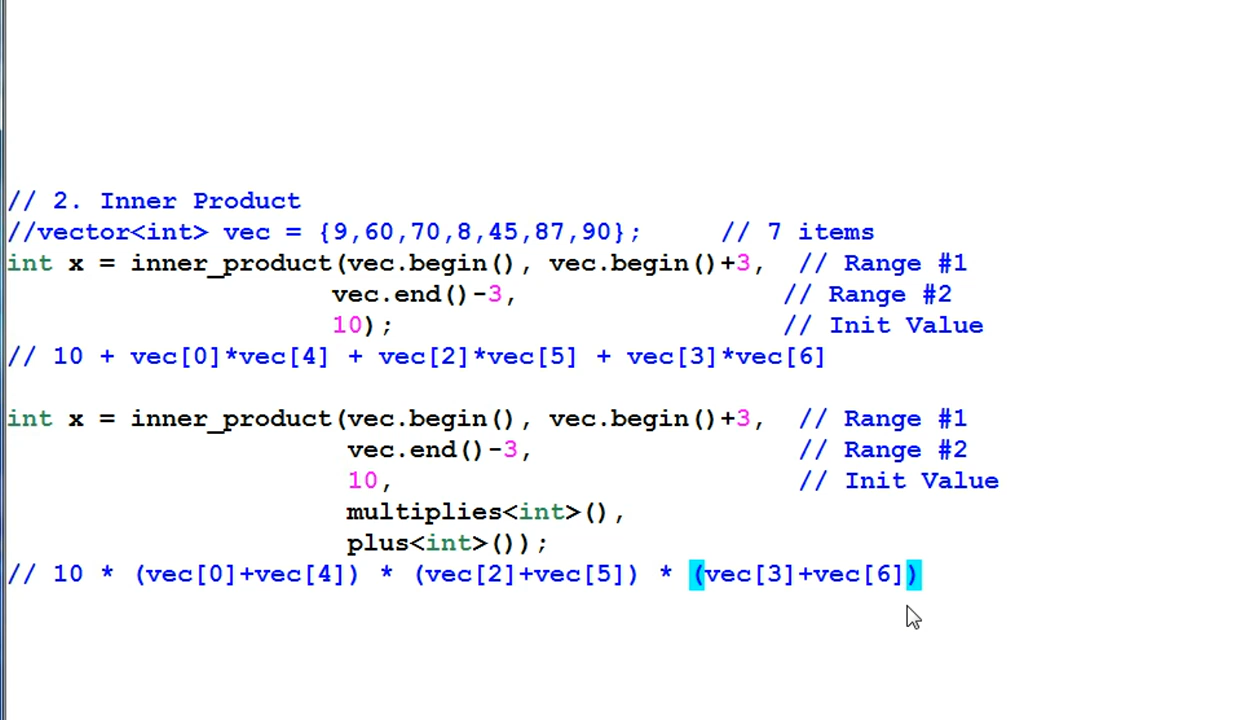 // 2. Inner Product
//vector<int> vec = {9,60,70,8,45,87,90};     // 7 items
int x = inner_product(vec.begin(), vec.begin()+3,  // Range #1
vec.end()-3,                 // Range #2
10);                         // Init Value
// 10 + vec[0]*vec[4] + vec[2]*vec[5] + vec[3]*vec[6]
int x = inner_product(vec.begin(), vec.begin()+3,  // Range #1
vec.end()-3,                 // Range #2
10,                          // Init Value
multiplies<int>(),
plus<int>());
// 10 * (vec[0]+vec[4]) * (vec[2]+vec[5]) * (vec[3]+vec[6])